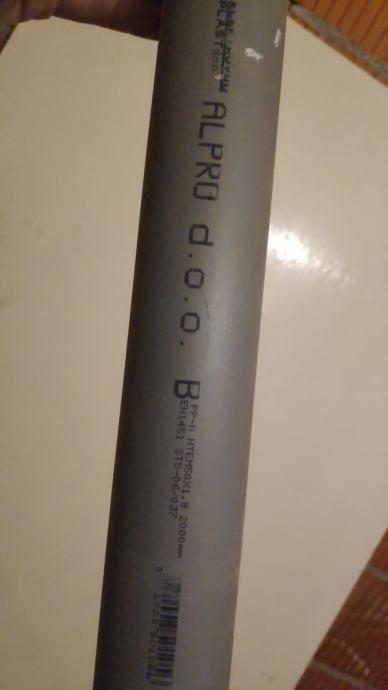 ALPRO d.o.o.
B
PP-H HTEM50X1.8 2000mm
EN1451 STS-06/037